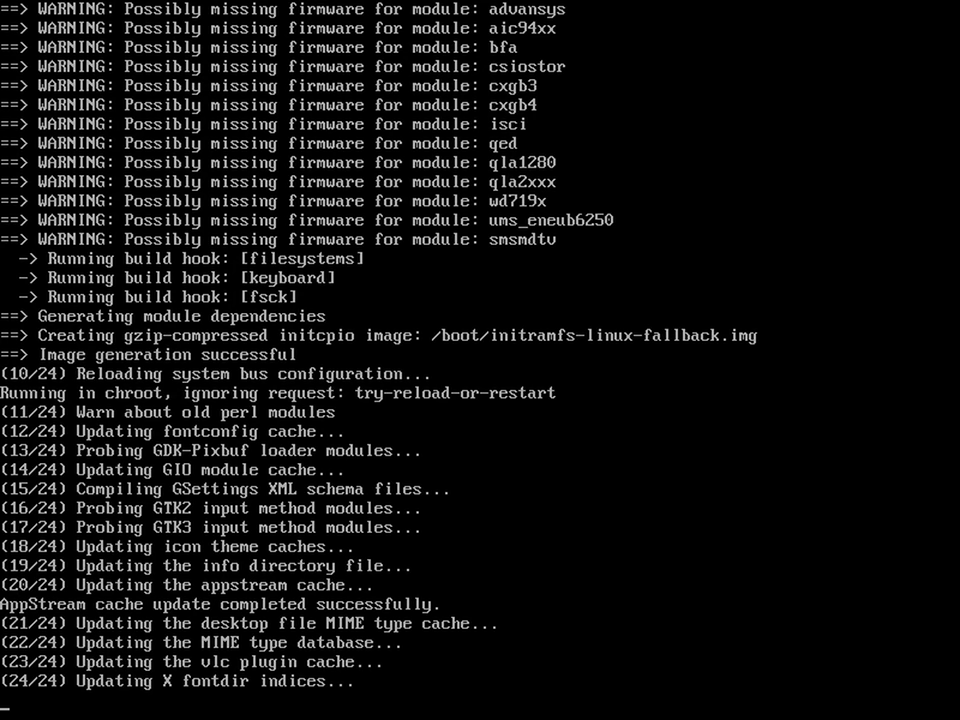 ==> WARNING: Possibly missing firmware for module: advansys
==> WARNING: Possibly missing firmware for module: aic94xx
==> WARNING: Possibly missing firmware for module: bfa
==> WARNING: Possibly missing firmware for module: csiostor
==> WARNING: Possibly missing firmware for module: cxgb3
==> WARNING: Possibly missing firmware for module: cxgb4
==> WARNING: Possibly missing firmware for module: isci
==> WARNING: Possibly missing firmware for module: qed
==> WARNING: Possibly missing firmware for module: qla1280
==> WARNING: Possibly missing firmware for module: qla2xxx
==> WARNING: Possibly missing firmware for module: wd719x
==> WARNING: Possibly missing firmware for module: ums_eneub6250
==> WARNING: Possibly missing firmware for module: smsmdtv
  -> Running build hook: [filesystems]
  -> Running build hook: [keyboard]
  -> Running build hook: [fsck]
==> Generating module dependencies
==> Creating gzip-compressed initcpio image: /boot/initramfs-linux-fallback.img
==> Image generation successful
(10/24) Reloading system bus configuration...
Running in chroot, ignoring request: try-reload-or-restart
(11/24) Warn about old perl modules
(12/24) Updating fontconfig cache...
(13/24) Probing GDK-Pixbuf loader modules...
(14/24) Updating GIO module cache...
(15/24) Compiling GSettings XML schema files...
(16/24) Probing GTK2 input method modules...
(17/24) Probing GTK3 input method modules...
(18/24) Updating icon theme caches...
(19/24) Updating the info directory file...
(20/24) Updating the appstream cache...
AppStream cache update completed successfully.
(21/24) Updating the desktop file MIME type cache...
(22/24) Updating the MIME type database...
(23/24) Updating the vlc plugin cache...
(24/24) Updating X fontdir indices...